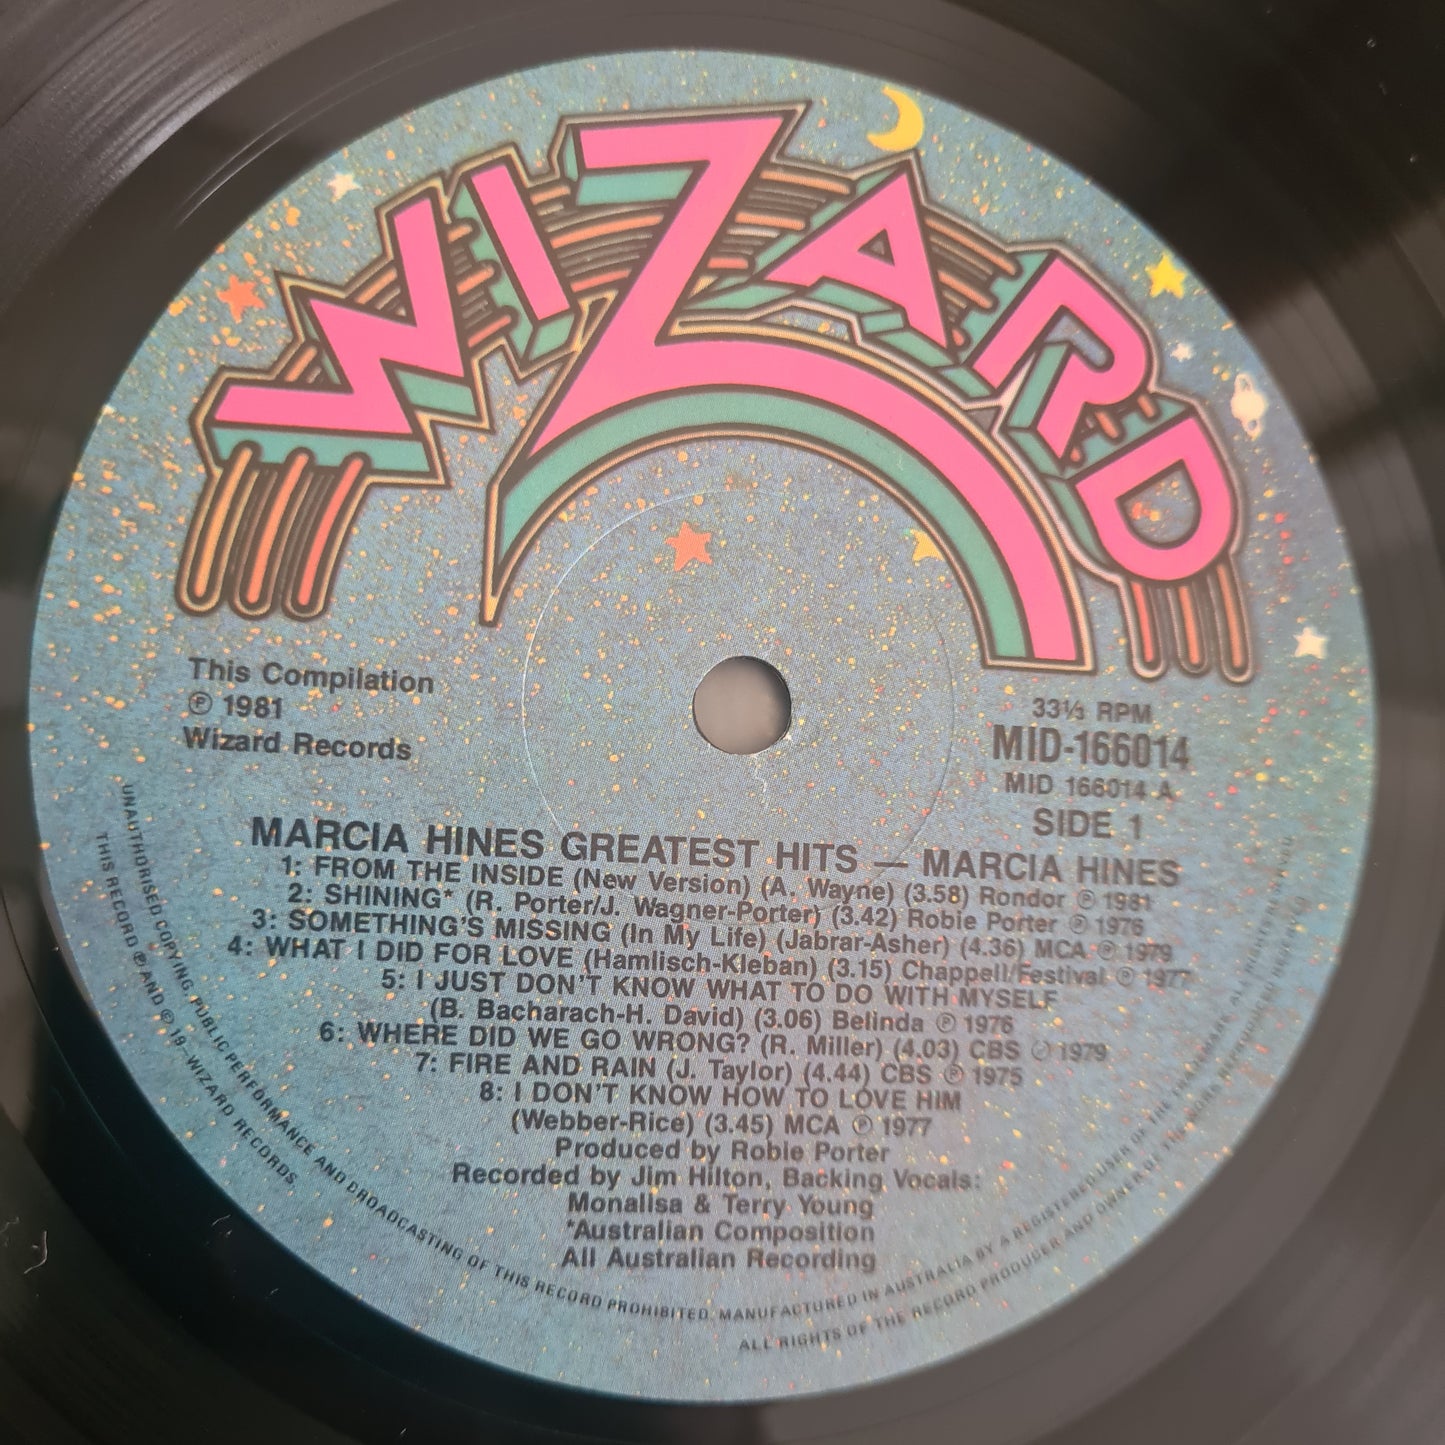 WIZARD
This Compilation
℗ 1981
Wizard Records
33⅓ RPM
MID-166014
MID 166014 A
SIDE 1
MARCIA HINES GREATEST HITS — MARCIA HINES
1: FROM THE INSIDE (New Version) (A. Wayne) (3.58) Rondor ℗ 1981
2: SHINING* (R. Porter/J. Wagner-Porter) (3.42) Robie Porter ℗ 1976
3: SOMETHING'S MISSING (In My Life) (Jabrar-Asher) (4.36) MCA ℗ 1979
4: WHAT I DID FOR LOVE (Hamlisch-Kleban) (3.15) Chappell/Festival ℗ 1977
5: I JUST DON'T KNOW WHAT TO DO WITH MYSELF
(B. Bacharach-H. David) (3.06) Belinda ℗ 1976
6: WHERE DID WE GO WRONG? (R. Miller) (4.03) CBS ℗ 1979
7: FIRE AND RAIN (J. Taylor) (4.44) CBS ℗ 1975
8: I DON'T KNOW HOW TO LOVE HIM
(Webber-Rice) (3.45) MCA ℗ 1977
Produced by Robie Porter
Recorded by Jim Hilton, Backing Vocals:
Monalisa & Terry Young
*Australian Composition
All Australian Recording
UNAUTHORISED COPYING PUBLIC PERFORMANCE AND BROADCASTING OF THIS RECORD PROHIBITED. MANUFACTURED IN AUSTRALIA BY A REGISTERED USER OF THE TRADEMARK. ALL RIGHTS
THIS RECORD ℗ AND © 19 - WIZARD RECORDS.
ALL RIGHTS OF THE RECORD PRODUCER AND OWNER OF THE WORK REPRODUCED RESERVED